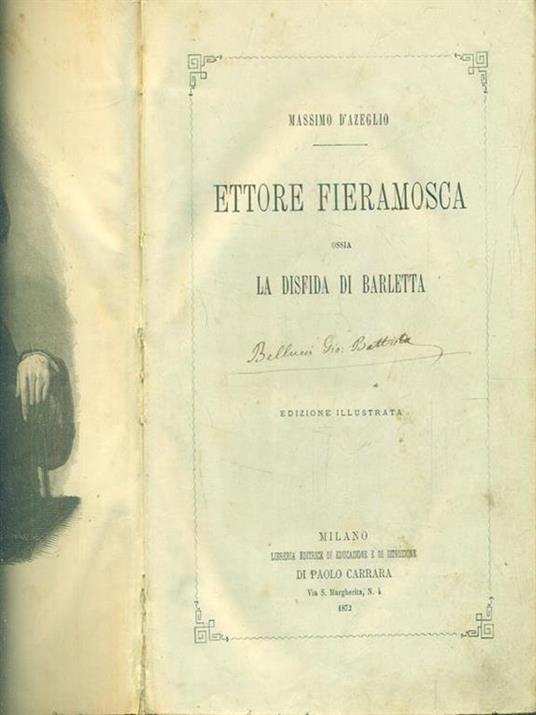 MASSIMO D'AZEGLIO
ETTORE FIERAMOSCA
OSSIA
LA DISFIDA DI BARLETTA
Bellucci Gio: Battista
EDIZIONE ILLUSTRATA
MILANO
LIBRERIA EDITRICE DI EDUCAZIONE E DI ISTRUZIONE
DI PAOLO CARRARA
Via S. Margherita, N. 4
1872